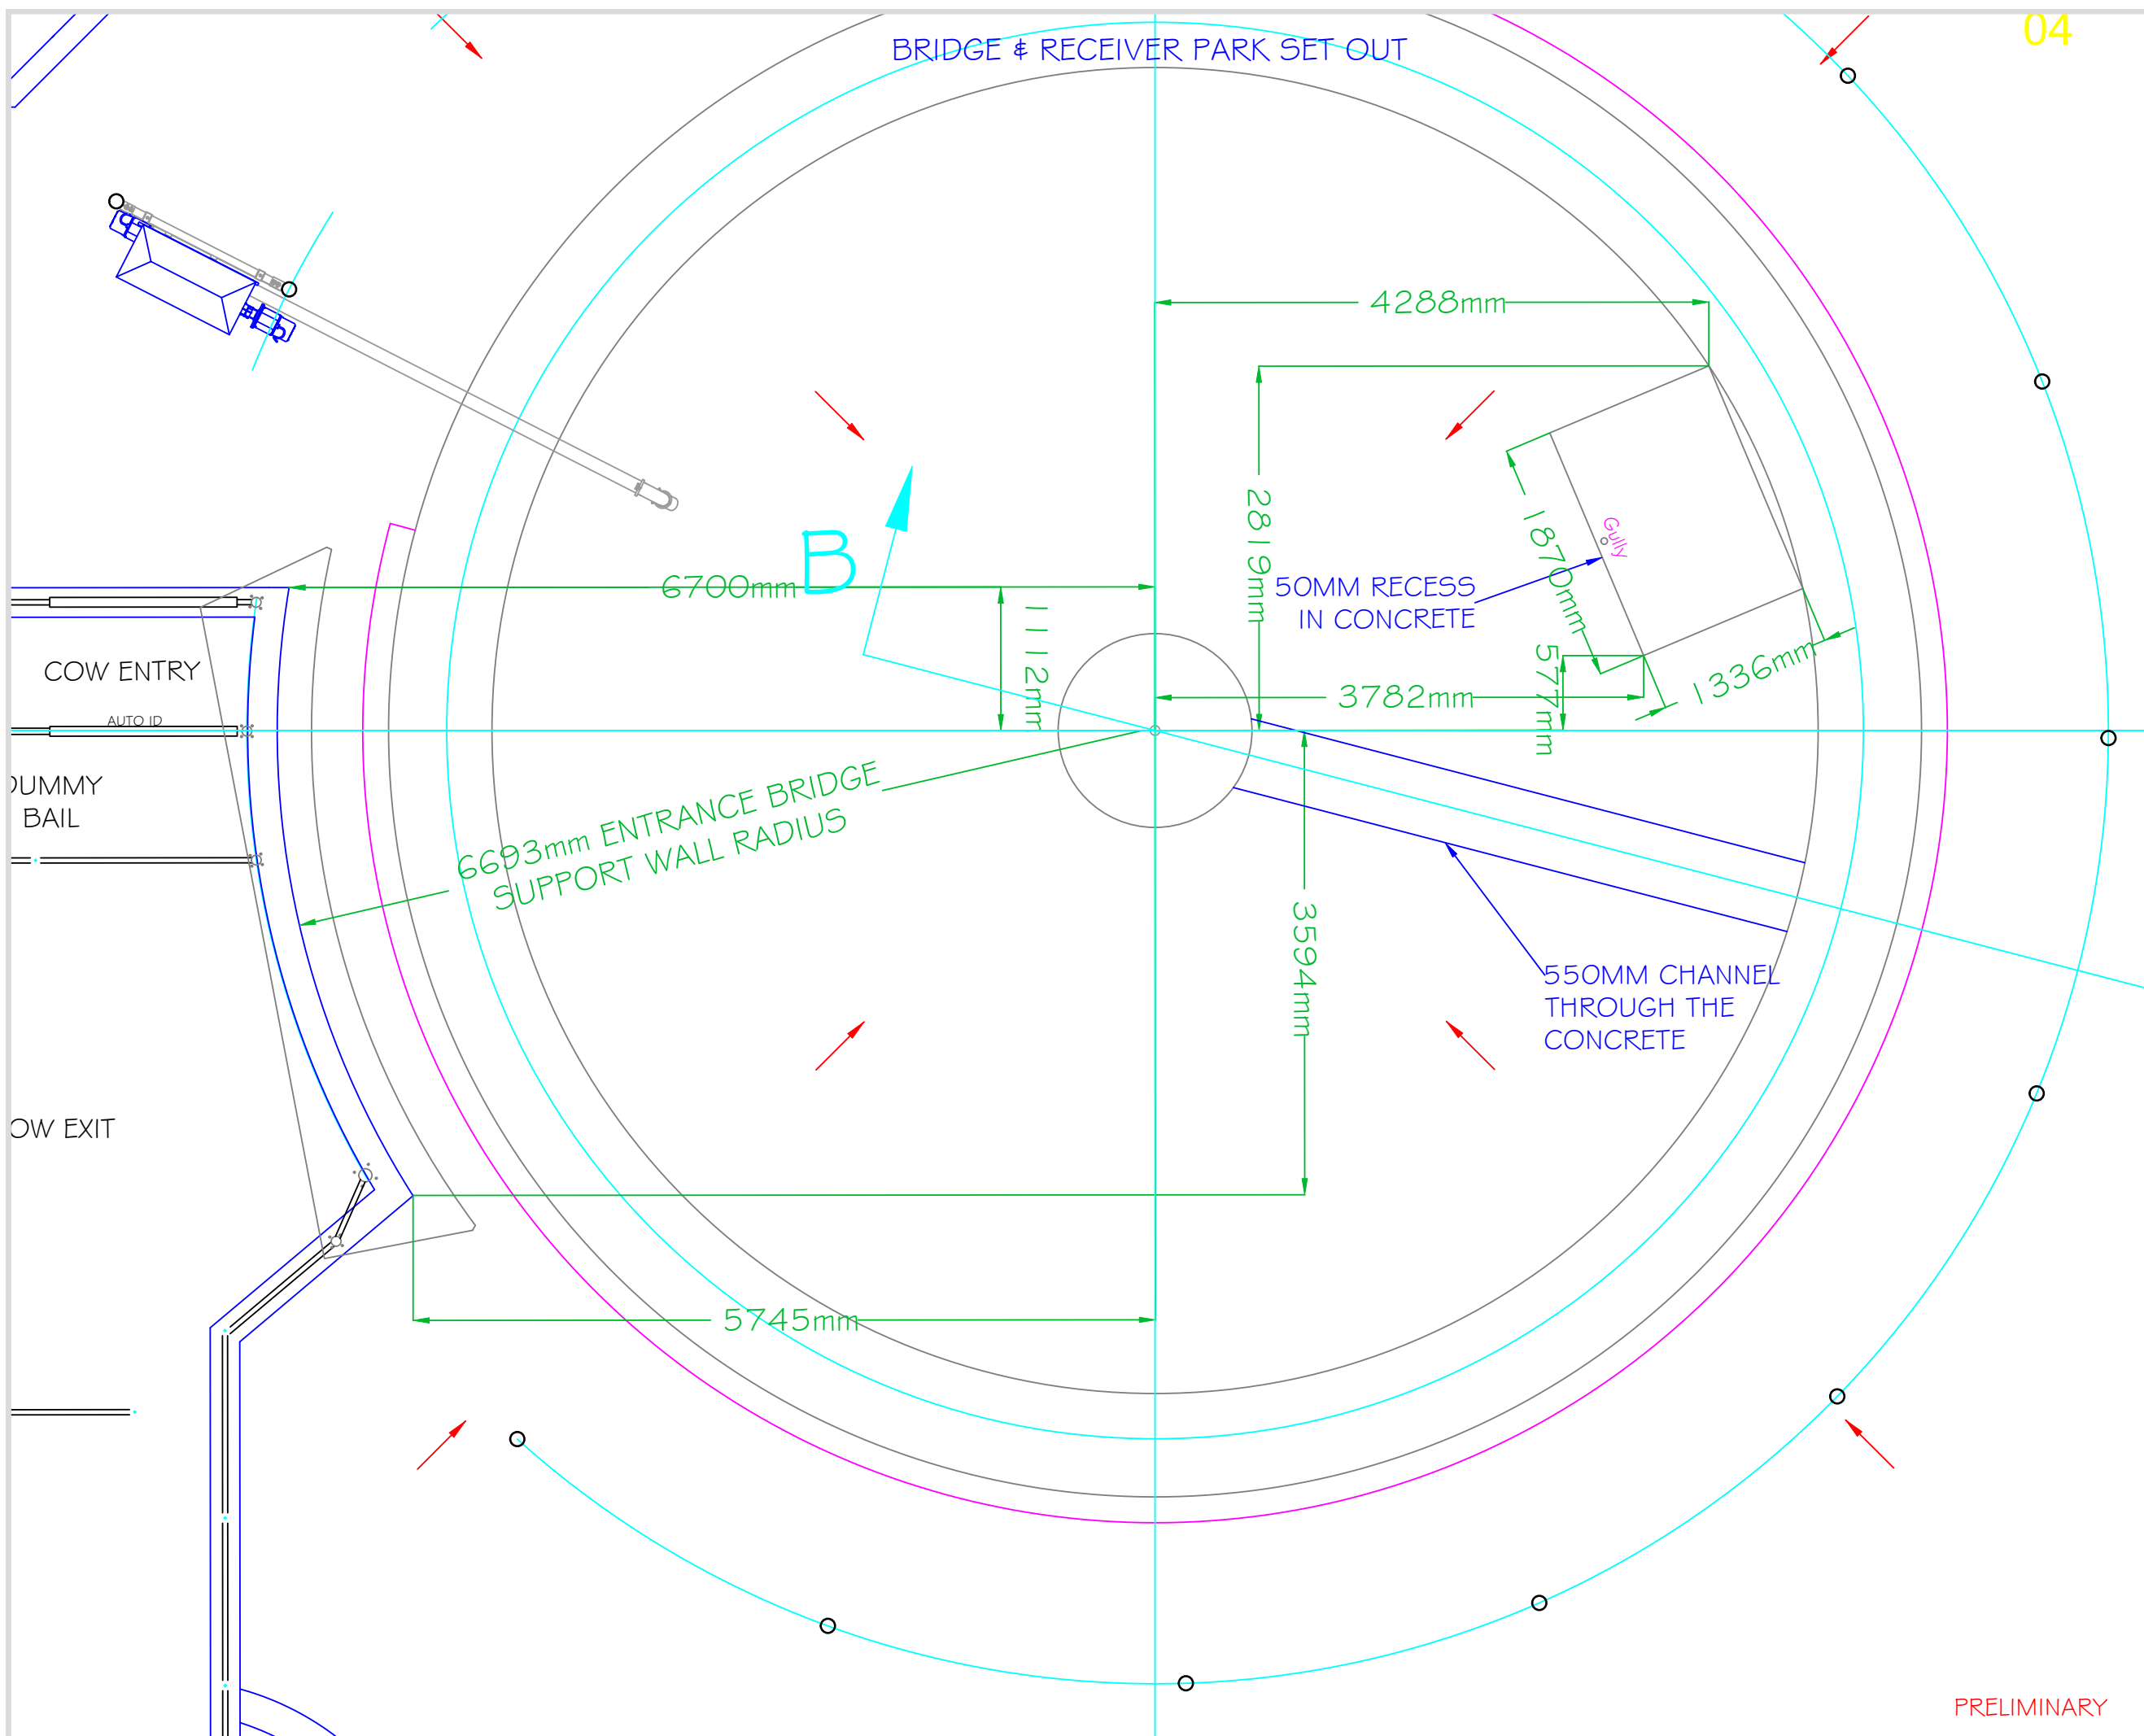 04
BRIDGE & RECEIVER PARK SET OUT
4288mm
2819mm
1870mm
Gully
B
6700mm
1112mm
50MM RECESS
IN CONCRETE
577mm
1336mm
3782mm
COW ENTRY
AUTO ID
DUMMY
BAIL
6693mm ENTRANCE BRIDGE
SUPPORT WALL RADIUS
3594mm
550MM CHANNEL
THROUGH THE
CONCRETE
OW EXIT
5745mm
PRELIMINARY